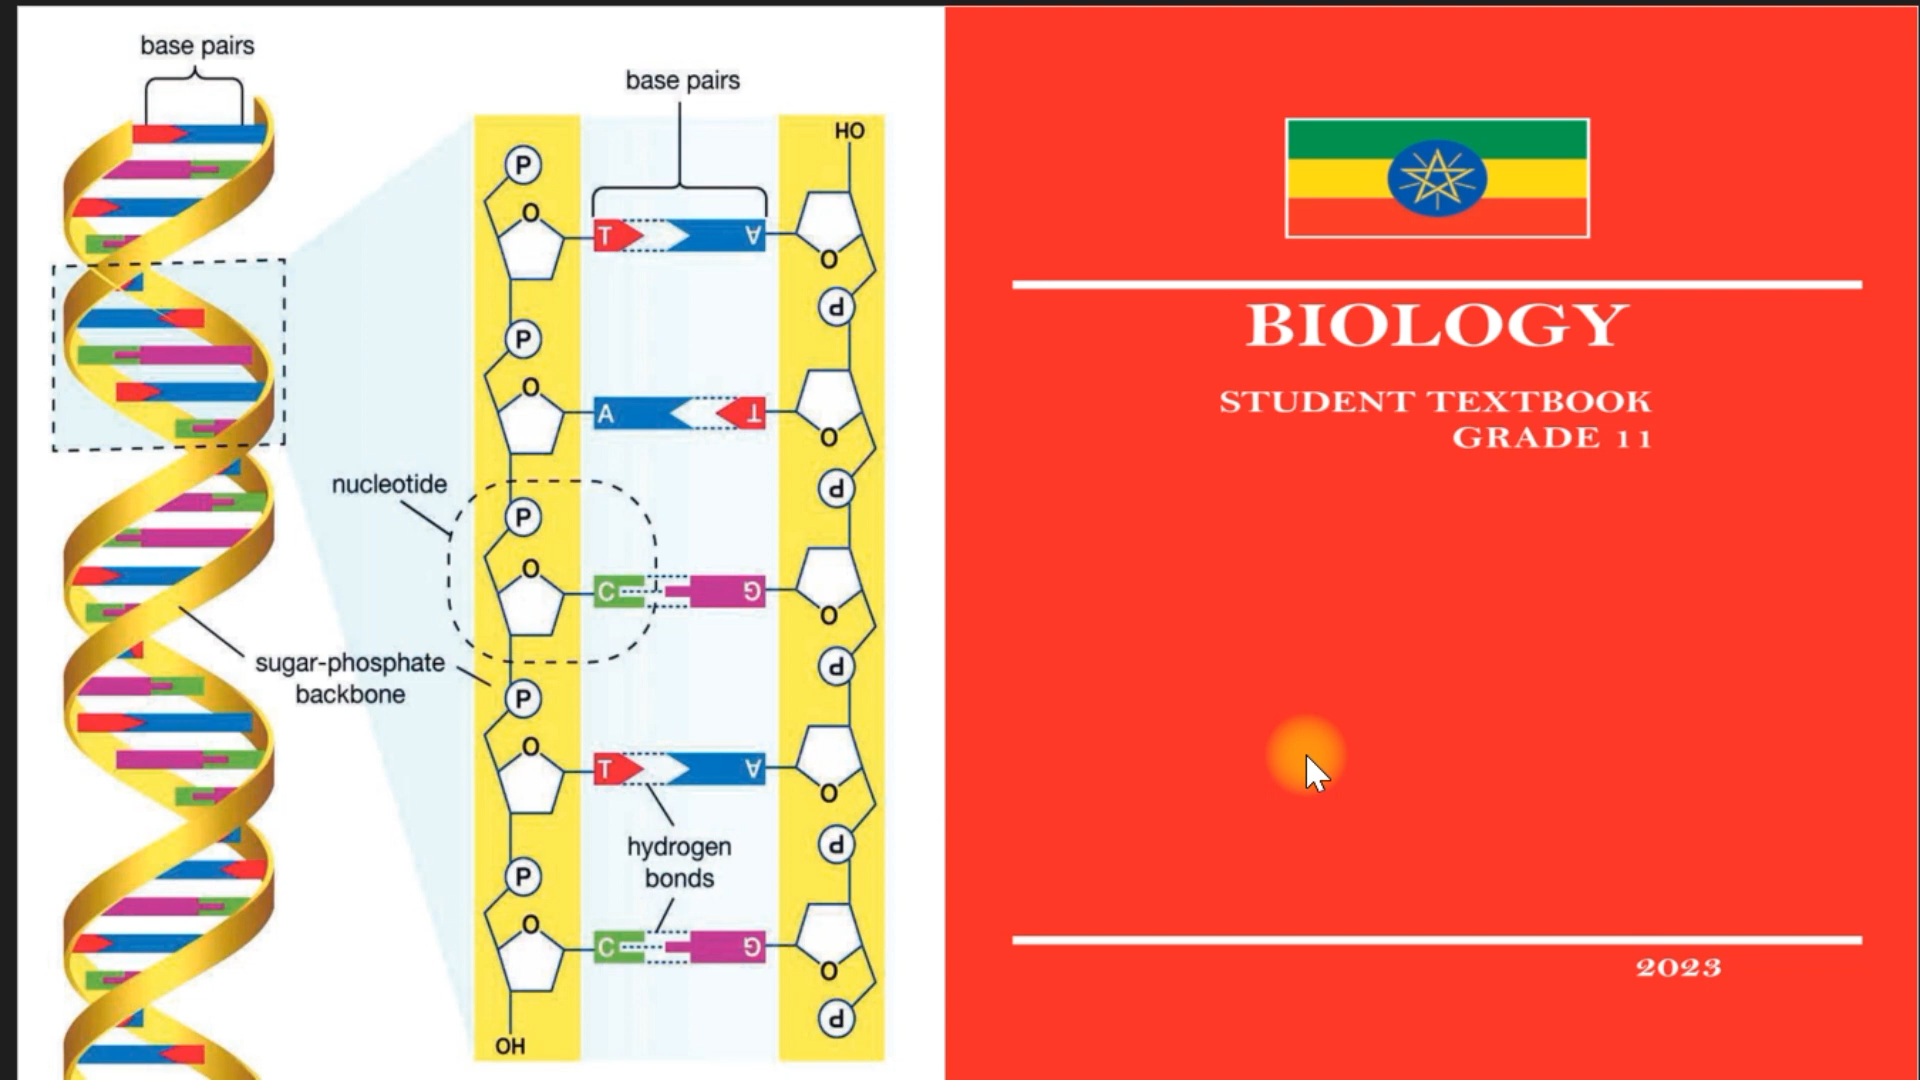 base pairs
base pairs
HO
P
O
T A
O
P
P
O
A T
O
P
nucleotide
P
O
C G
O
sugar-phosphate
backbone
P
P
O
T A
O
hydrogen
bonds
P
P
O
C G
O
P
OH
BIOLOGY
STUDENT TEXTBOOK
GRADE 11
2023